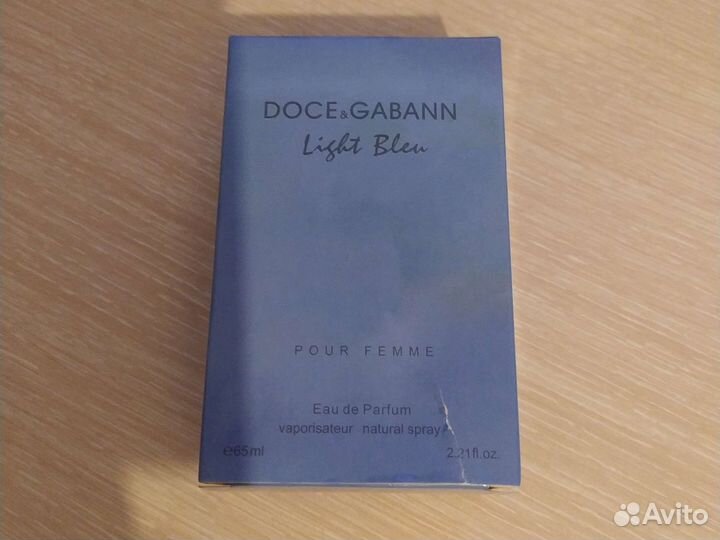 DOCE&GABANN
Light Bleu
POUR FEMME
Eau de Parfum
vaporisateur natural spray
e65ml 2.21fl.oz.
Avito